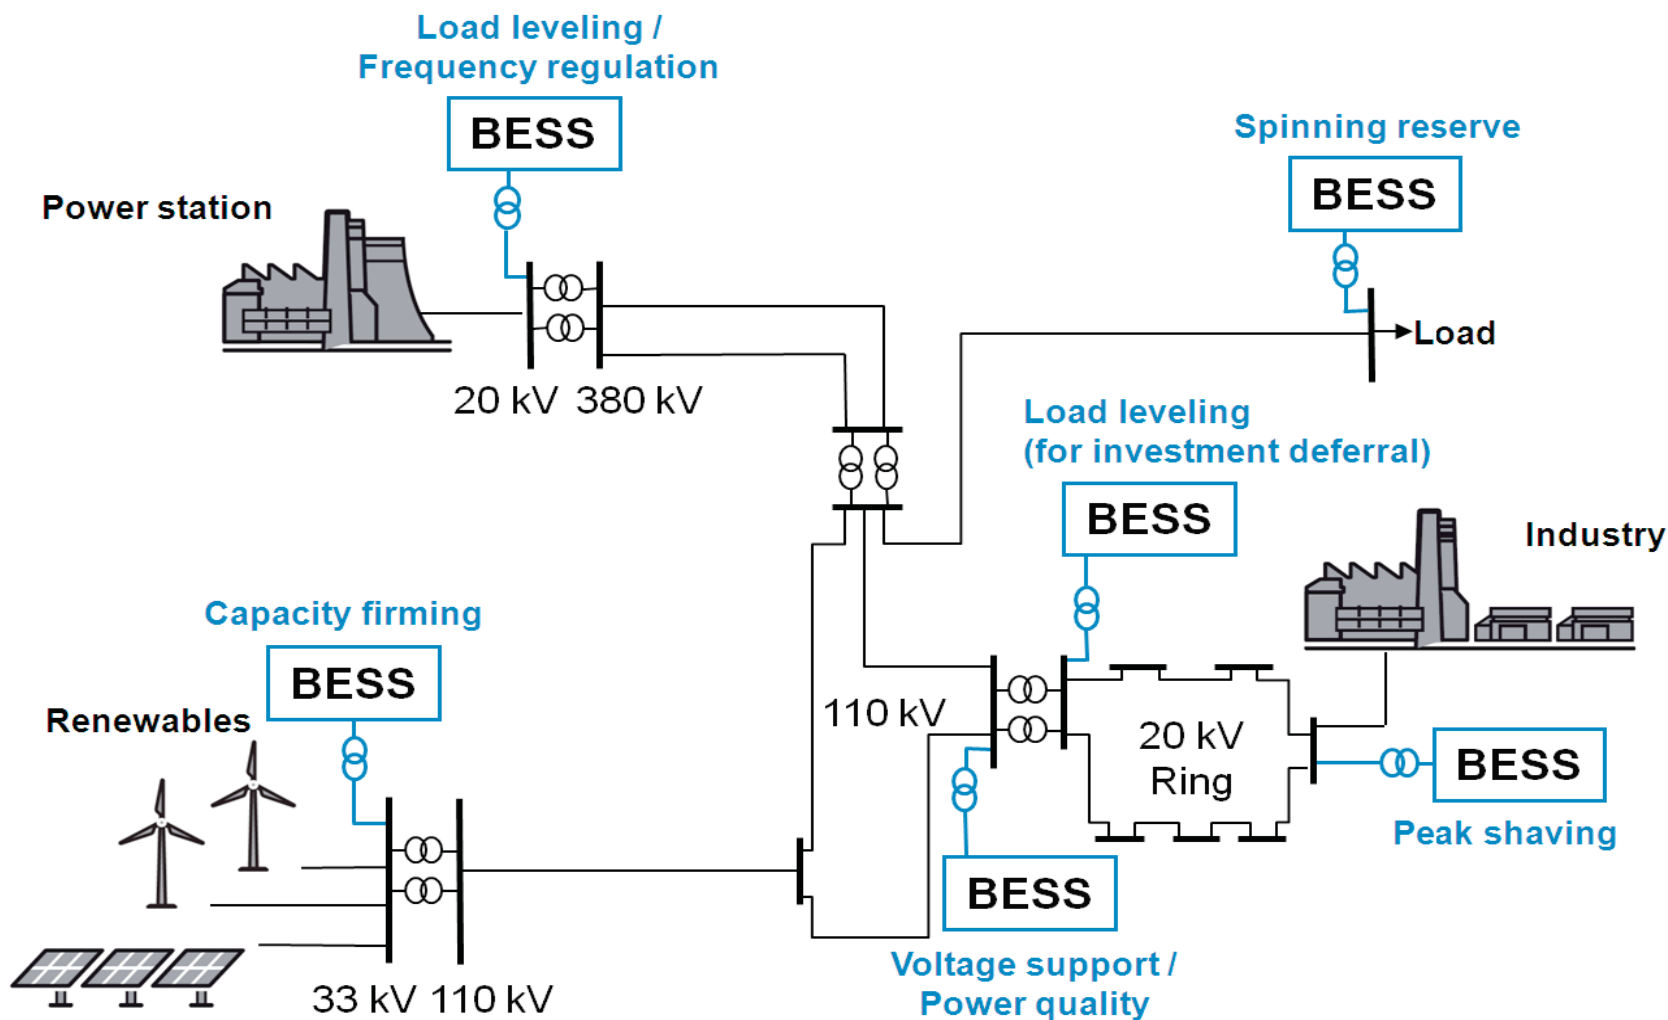 Load leveling /
Frequency regulation
BESS
Spinning reserve
BESS
Power station
Load
20 kV 380 kV
Load leveling
(for investment deferral)
BESS
Industry
Capacity firming
BESS
Renewables
110 kV
20 kV
Ring
BESS
Peak shaving
BESS
Voltage support /
Power quality
33 kV 110 kV